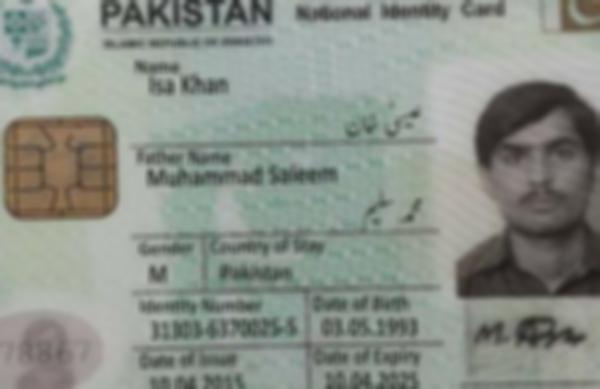 PAKISTAN National Identity Card
ISLAMIC REPUBLIC OF PAKISTAN
Name
Isa Khan
عیسیٰ خان
Father Name
Muhammad Saleem
محمد سلیم
Gender Country of Stay
M Pakistan
Identity Number Date of Birth
31303-6370025-5 03.05.1993
Date of Issue Date of Expiry
10.04.2015 10.04.2025
78867